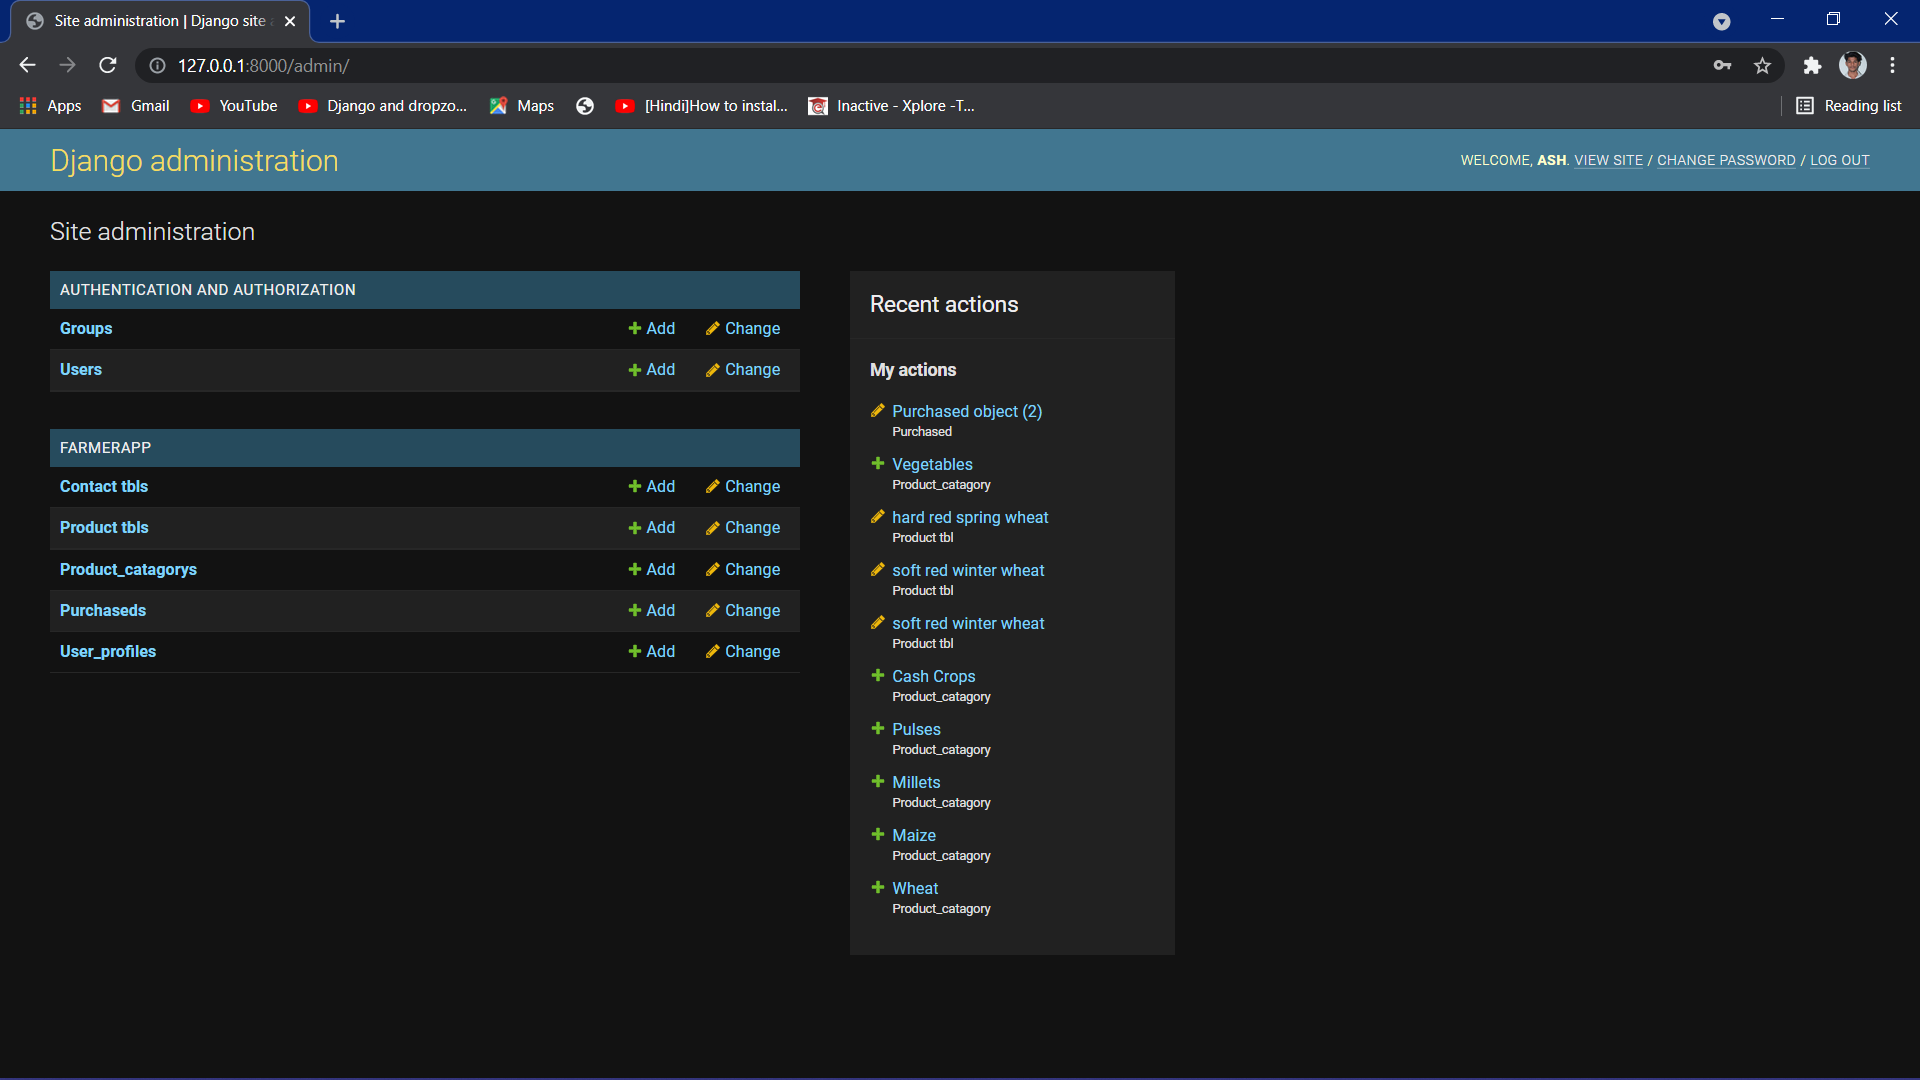 Site administration | Django site
127.0.0.1:8000/admin/
Apps Gmail YouTube Django and dropzo... Maps [Hindi]How to instal... Inactive - Xplore -T... Reading list
Django administration
WELCOME, ASH. VIEW SITE / CHANGE PASSWORD / LOG OUT
Site administration
AUTHENTICATION AND AUTHORIZATION
Groups Add Change
Users Add Change
FARMERAPP
Contact tbls Add Change
Product tbls Add Change
Product_catagorys Add Change
Purchaseds Add Change
User_profiles Add Change
Recent actions
My actions
Purchased object (2)
Purchased
Vegetables
Product_catagory
hard red spring wheat
Product tbl
soft red winter wheat
Product tbl
soft red winter wheat
Product tbl
Cash Crops
Product_catagory
Pulses
Product_catagory
Millets
Product_catagory
Maize
Product_catagory
Wheat
Product_catagory